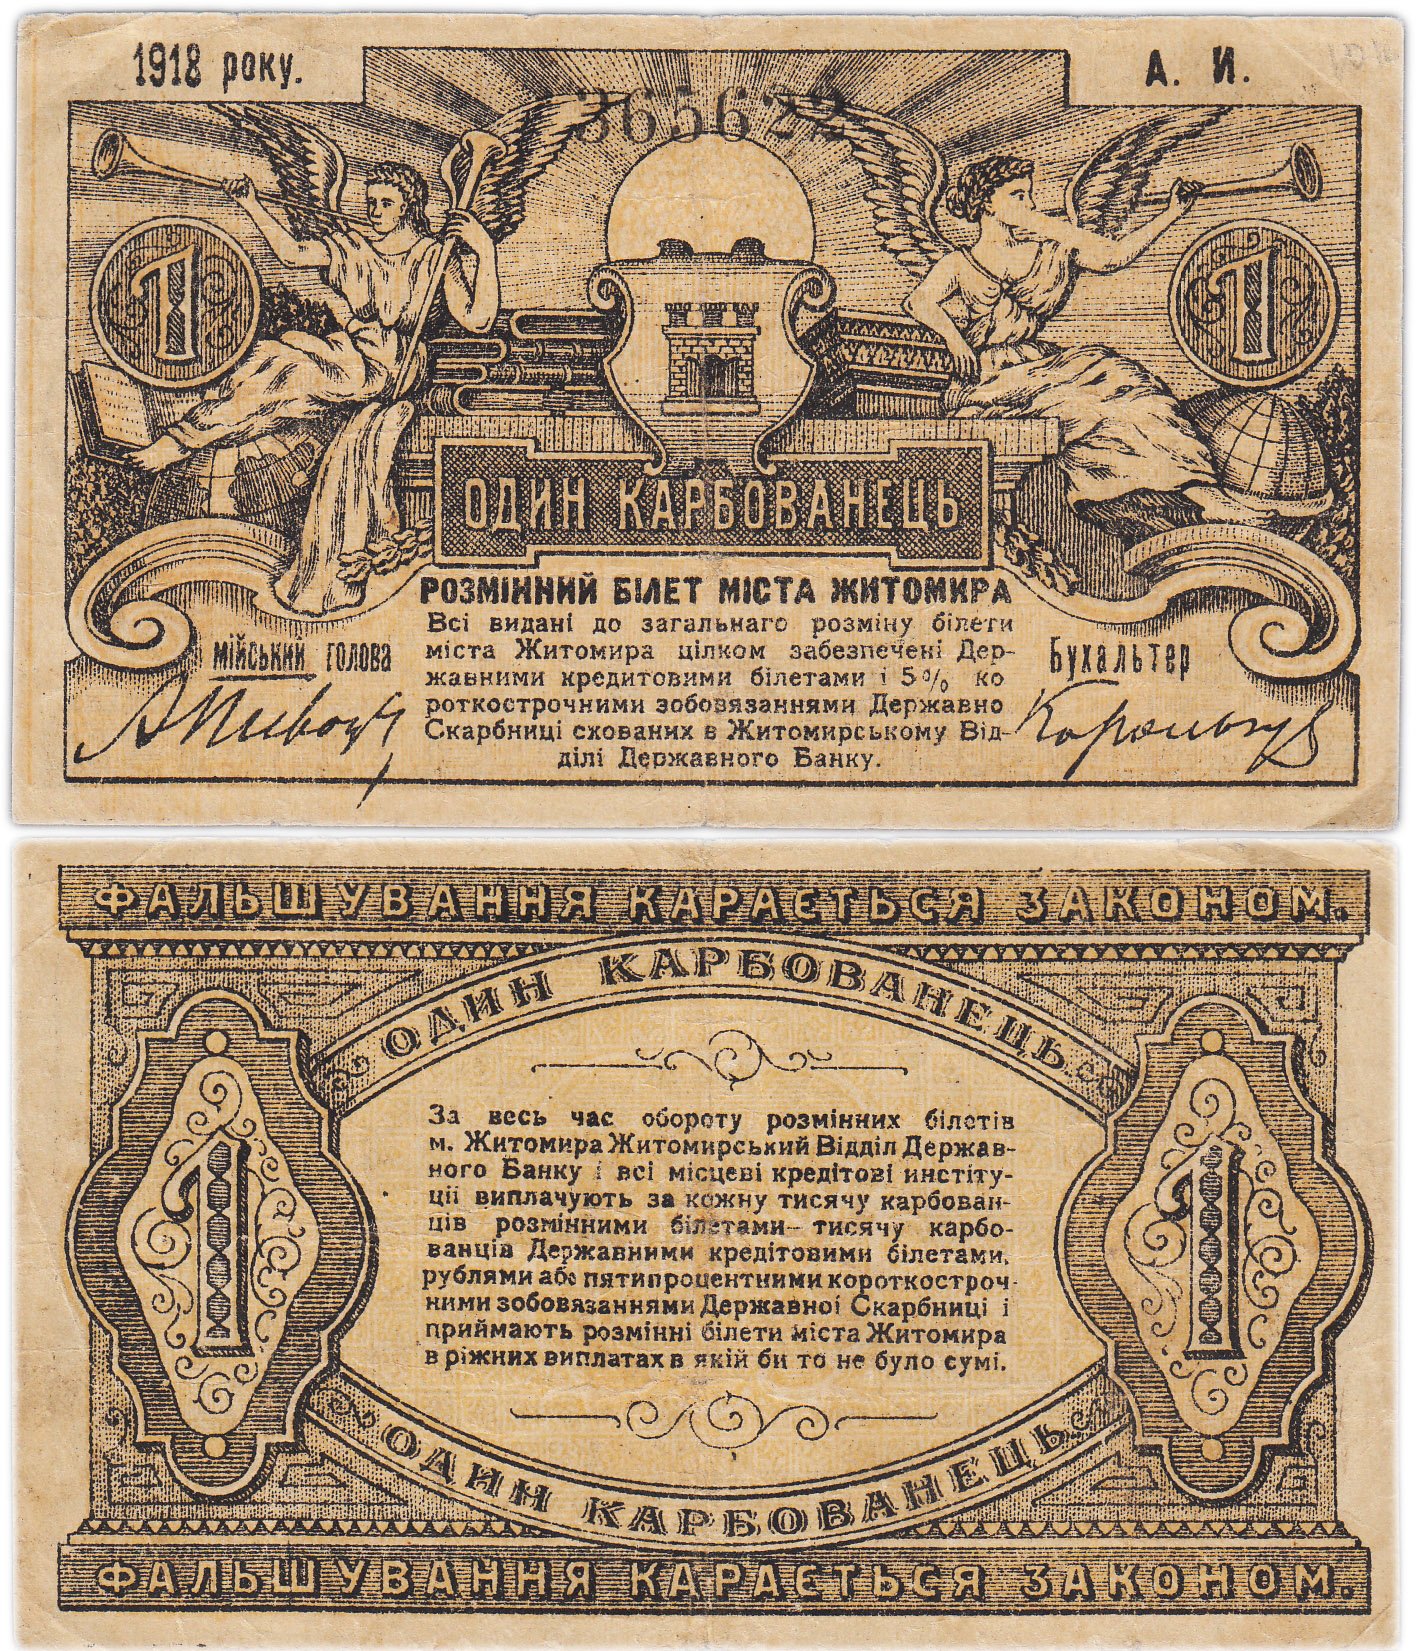 1918 року.
А. И.
365622
1
1
ОДИН КАРБОВАНЕЦЬ
РОЗМІННИЙ БІЛЕТ МІСТА ЖИТОМИРА
Всі видані до загальнаго розміну білети
міста Житомира цілком забезпечені Дер-
жавними кредитовими білетами і 5% ко
роткострочними зобовязаннями Державно
Скарбниці схованих в Житомирському Від-
ділі Державного Банку.
мійський голова
Бухальтер
ФАЛЬШУВАННЯ КАРАЄТЬСЯ ЗАКОНОМ.
ОДИН КАРБОВАНЕЦЬ
1
1
За весь час обороту розмінних білетів
м. Житомира Житомирський Відділ Держав-
ного Банку і всі місцеві кредітові инстіту-
ціі виплачують за кожну тисячу карбован-
ців розмінними білетами—тисячу карбо-
ванців Державними кредітовими білетами,
рублями або пятипроцентними короткостроч-
ними зобовязаннями Державноі Скарбниці і
приймають розмінні білети міста Житомира
в ріжних виплатах в якій би то не було сумі.
ОДИН КАРБОВАНЕЦЬ
ФАЛЬШУВАННЯ КАРАЄТЬСЯ ЗАКОНОМ.